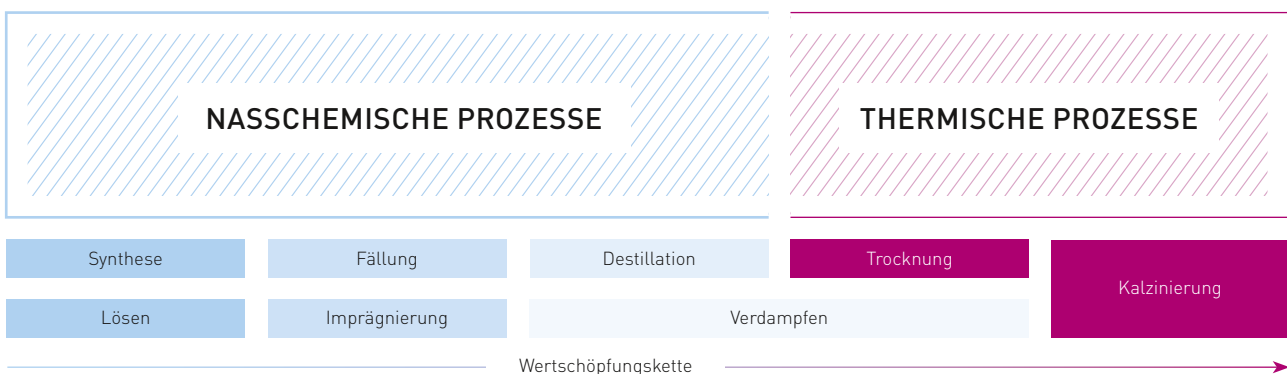 NASSCHEMISCHE PROZESSE
THERMISCHE PROZESSE
Synthese
Fällung
Destillation
Trocknung
Kalzinierung
Lösen
Imprägnierung
Verdampfen
Wertschöpfungskette